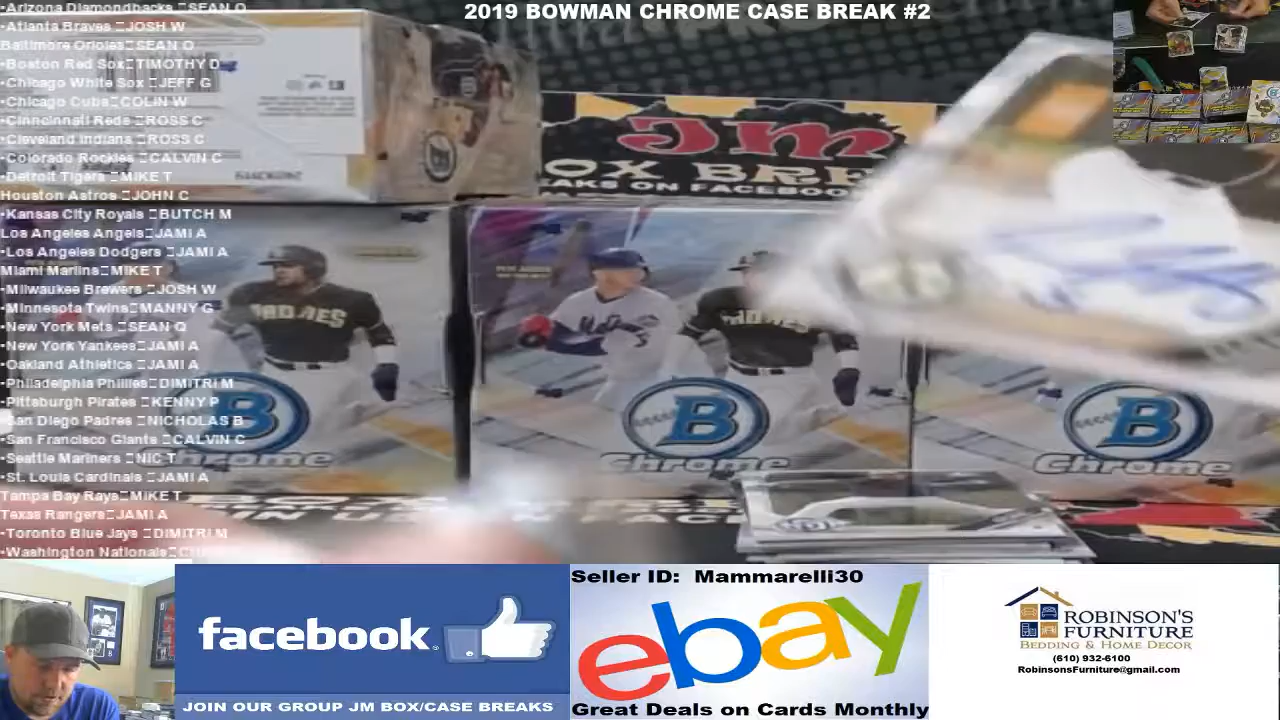 2019 BOWMAN CHROME CASE BREAK #2
•Arizona Diamondbacks SEAN O
•Atlanta Braves JOSH W
Baltimore Orioles SEAN O
•Boston Red Sox TIMOTHY D
•Chicago White Sox JEFF G
•Chicago Cubs COLIN W
•Cincinnati Reds ROSS C
•Cleveland Indians ROSS C
•Colorado Rockies CALVIN C
•Detroit Tigers MIKE T
Houston Astros JOHN C
•Kansas City Royals BUTCH M
Los Angeles Angels JAMI A
•Los Angeles Dodgers JAMI A
Miami Marlins MIKE T
•Milwaukee Brewers JOSH W
•Minnesota Twins MANNY G
•New York Mets SEAN O
•New York Yankees JAMI A
•Oakland Athletics JAMI A
•Philadelphia Phillies DIMITRI M
•Pittsburgh Pirates KENNY P
•San Diego Padres NICHOLAS B
•San Francisco Giants CALVIN C
•Seattle Mariners NIC T
•St. Louis Cardinals JAMI A
Tampa Bay Rays MIKE T
Texas Rangers JAMI A
•Toronto Blue Jays DIMITRI M
•Washington Nationals
Jm
OX BRE
AKS ON FACEBOO
PADRES
B
Chrome
PADRES
B
Chrome
B
Chrome
facebook
JOIN OUR GROUP JM BOX/CASE BREAKS
Seller ID: Mammarelli30
ebay
Great Deals on Cards Monthly
ROBINSON'S
FURNITURE
BEDDING & HOME DECOR
(610) 932-6100
RobinsonsFurniture@gmail.com